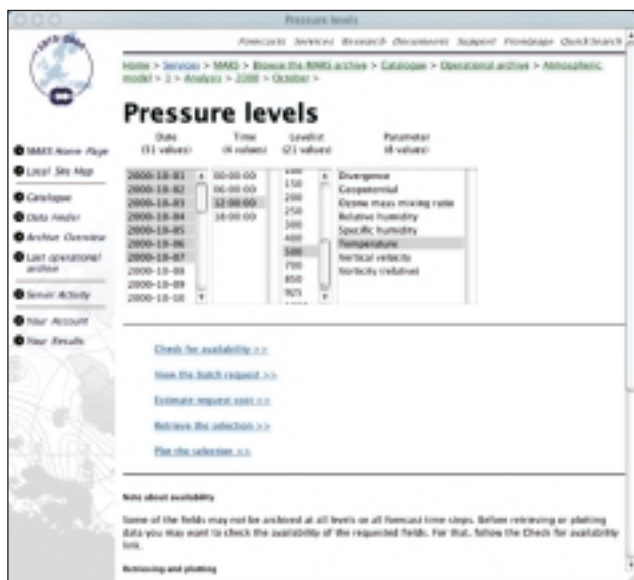 Pressure levels
Forecasts Services Research Documents Support Frontpage QuickSearch
Home > Services > MARS > Browse the MARS archive > Catalogue > Operational archive > Atmospheric
model > 1 > Analysis > 2000 > October >
Pressure levels
Date Time Levelist Parameter
(31 values) (4 values) (21 values) (8 values)
MARS Home Page
Local Site Map
Catalogue
Data Finder
Archive Overview
Last operational
archive
Server Activity
Your Account
Your Results
2000-10-01
2000-10-02
2000-10-03
2000-10-04
2000-10-05
2000-10-06
2000-10-07
2000-10-08
2000-10-09
2000-10-10
00:00:00
06:00:00
12:00:00
18:00:00
100
150
200
250
300
400
500
700
850
925
Divergence
Geopotential
Ozone mass mixing ratio
Relative humidity
Specific humidity
Temperature
Vertical velocity
Vorticity (relative)
Check for availability >>
View the batch request >>
Estimate request cost >>
Retrieve the selection >>
Plot the selection >>
Note about availability
Some of the fields may not be archived at all levels or all forecast time steps. Before retrieving or plotting
data you may want to check the availability of the requested fields. For that, follow the Check for availability
link.
Retrieving and plotting